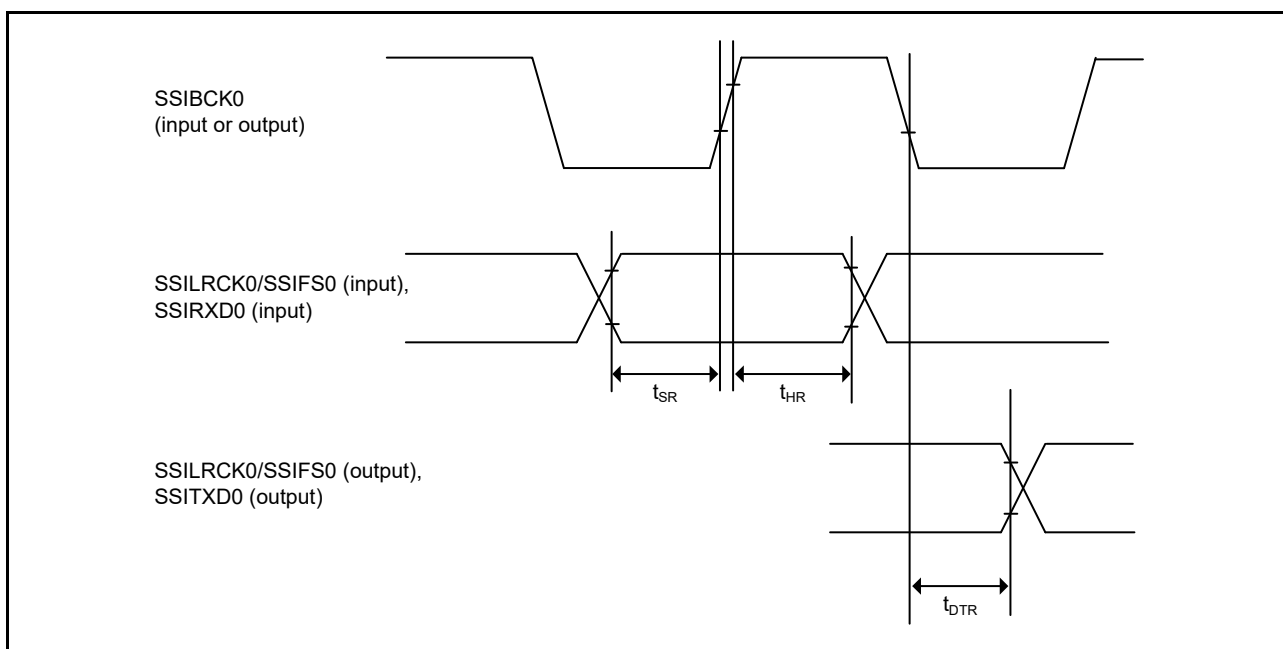 SSIBCK0
(input or output)
SSILRCK0/SSIFS0 (input),
SSIRXD0 (input)
tSR
tHR
SSILRCK0/SSIFS0 (output),
SSITXD0 (output)
tDTR